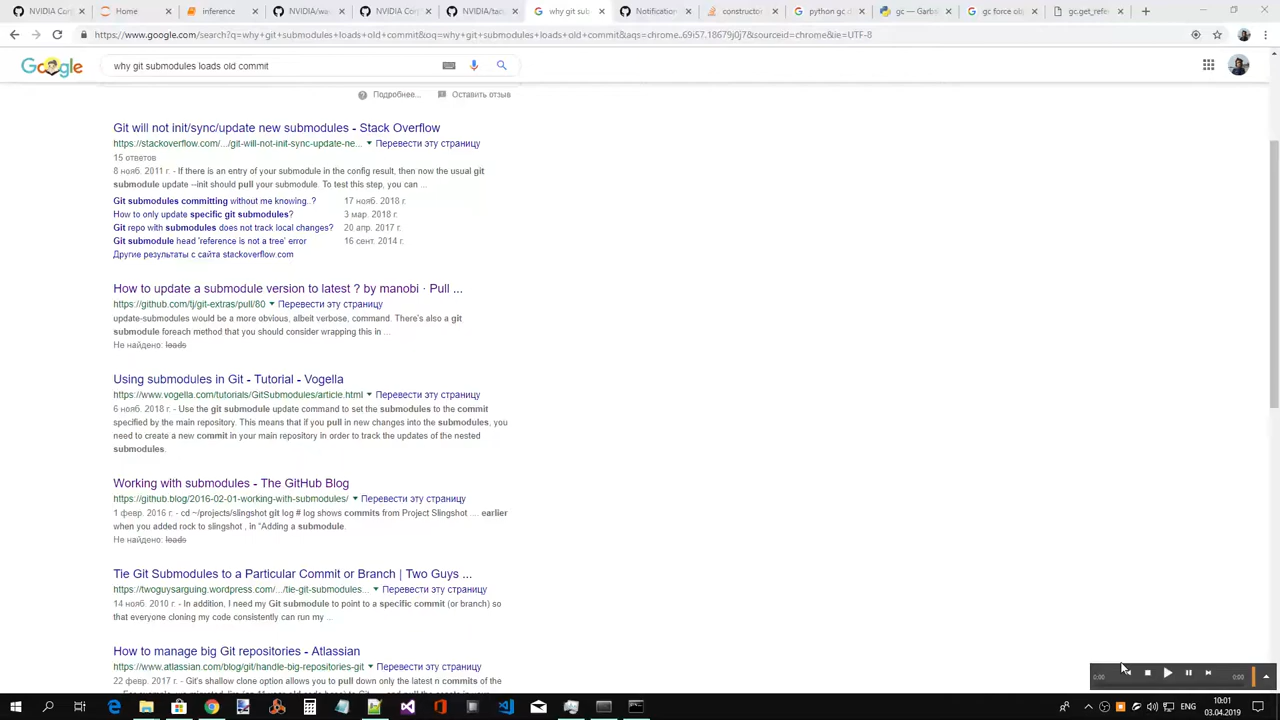 NVIDIA Cor
inference
NVIDIA/wav
NVIDIA Cor
NVIDIA/tac
why git sub
Notification
constructor
python gc
gc — Garb
gc force
gc.get_refe
https://www.google.com/search?q=why+git+submodules+loads+old+commit&oq=why+git+submodules+loads+old+commit&aqs=chrome..69i57.18679j0j7&sourceid=chrome&ie=UTF-8
Google
why git submodules loads old commit
Подробнее...
Оставить отзыв
Git will not init/sync/update new submodules - Stack Overflow
https://stackoverflow.com/.../git-will-not-init-sync-update-ne... Перевести эту страницу
15 ответов
8 нояб. 2011 г. - If there is an entry of your submodule in the config result, then now the usual git
submodule update --init should pull your submodule. To test this step, you can ...
Git submodules committing without me knowing..? 17 нояб. 2018 г.
How to only update specific git submodules? 3 мар. 2018 г.
Git repo with submodules does not track local changes? 20 апр. 2017 г.
Git submodule head 'reference is not a tree' error 16 сент. 2014 г.
Другие результаты с сайта stackoverflow.com
How to update a submodule version to latest ? by manobi · Pull ...
https://github.com/tj/git-extras/pull/80 Перевести эту страницу
update-submodules would be a more obvious, albeit verbose, command. There's also a git
submodule foreach method that you should consider wrapping this in ...
Не найдено: loads
Using submodules in Git - Tutorial - Vogella
https://www.vogella.com/tutorials/GitSubmodules/article.html Перевести эту страницу
6 нояб. 2018 г. - Use the git submodule update command to set the submodules to the commit
specified by the main repository. This means that if you pull in new changes into the submodules, you
need to create a new commit in your main repository in order to track the updates of the nested
submodules.
Working with submodules - The GitHub Blog
https://github.blog/2016-02-01-working-with-submodules/ Перевести эту страницу
1 февр. 2016 г. - cd ~/projects/slingshot git log # log shows commits from Project Slingshot .... earlier
when you added rock to slingshot , in “Adding a submodule.
Не найдено: loads
Tie Git Submodules to a Particular Commit or Branch | Two Guys ...
https://twoguysarguing.wordpress.com/.../tie-git-submodules... Перевести эту страницу
14 нояб. 2010 г. - In addition, I need my Git submodule to point to a specific commit (or branch) so
that everyone cloning my code consistently can run my ...
How to manage big Git repositories - Atlassian
https://www.atlassian.com/blog/git/handle-big-repositories-git Перевести эту страницу
22 февр. 2017 г. - Git's shallow clone option allows you to pull down only the latest n commits of the
0:00
0:00
ENG
10:01
03.04.2019